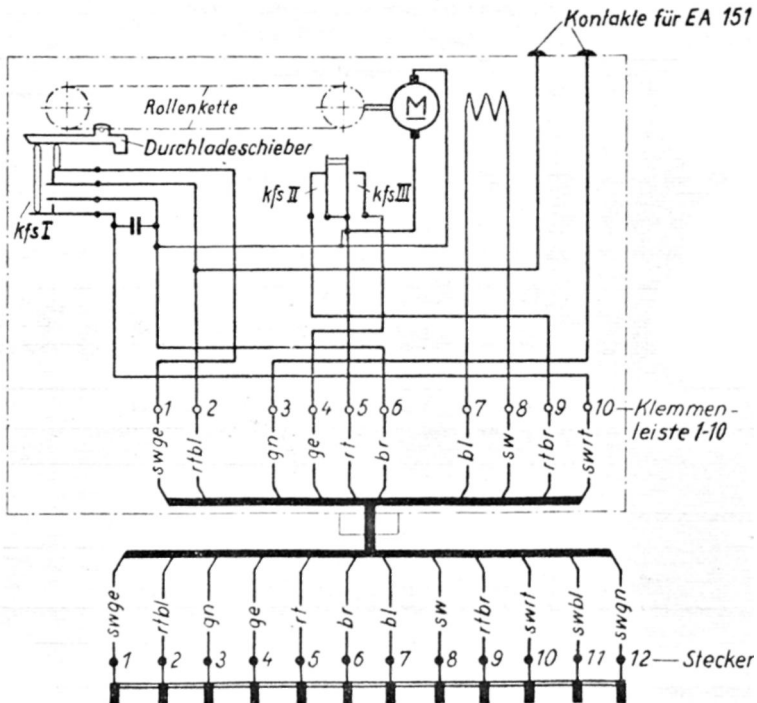 Kontakte für EA 151
Rollenkette
M
Durchladeschieber
kfs II
kfs III
kfs I
1 2 3 4 5 6 7 8 9 10 Klemmen-
leiste 1-10
swge rtbl gn ge rt br bl sw rtbr swrt
swge rtbl gn ge rt br bl sw rtbr swrt swbl swgn
1 2 3 4 5 6 7 8 9 10 11 12 Stecker